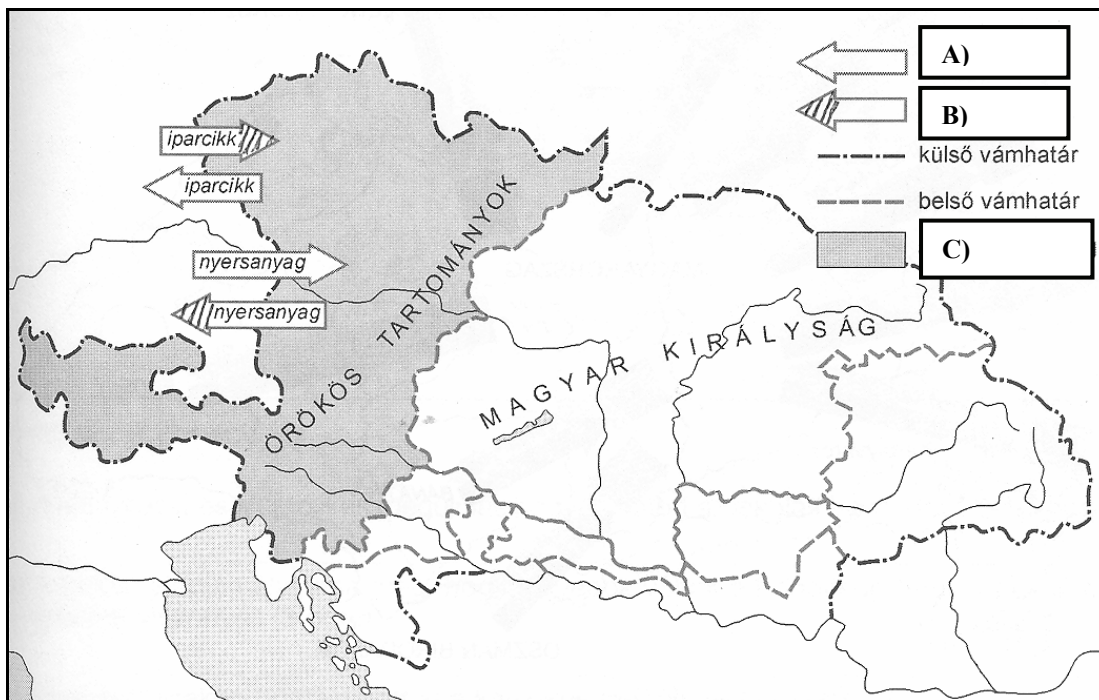 A)
B)
külső vámhatár
belső vámhatár
C)
iparcikk
iparcikk
nyersanyag
nyersanyag
ÖRÖKÖS TARTOMÁNYOK
MAGYAR KIRÁLYSÁG